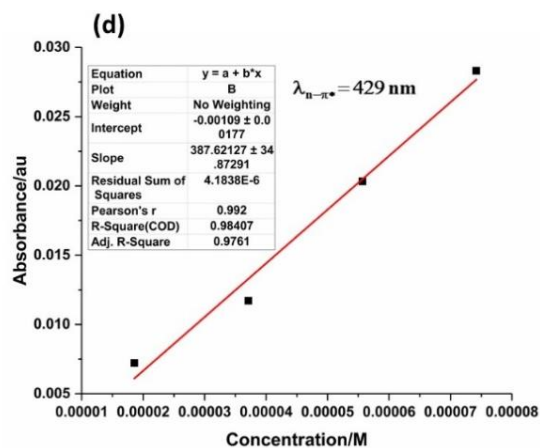 (d)
0.030
0.025
0.020
0.015
0.010
0.005
Absorbance/au
Equation y = a + b*x
Plot B
Weight No Weighting
Intercept -0.00109 ± 0.0
0177
Slope 387.62127 ± 34
.87291
Residual Sum of 4.1838E-6
Squares
Pearson's r 0.992
R-Square(COD) 0.98407
Adj. R-Square 0.9761
λn−π* = 429 nm
0.00001 0.00002 0.00003 0.00004 0.00005 0.00006 0.00007 0.00008
Concentration/M